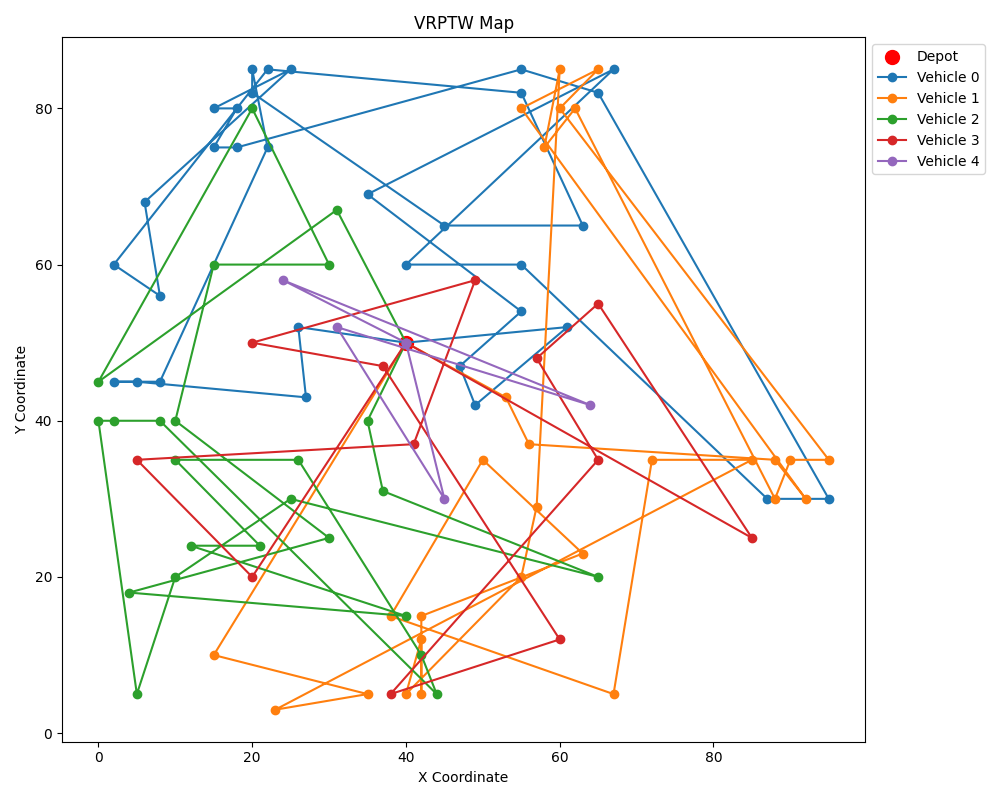 VRPTW Map
Depot
Vehicle 0
Vehicle 1
Vehicle 2
Vehicle 3
Vehicle 4
Y Coordinate
80
60
40
20
0
0
20
40
60
80
X Coordinate